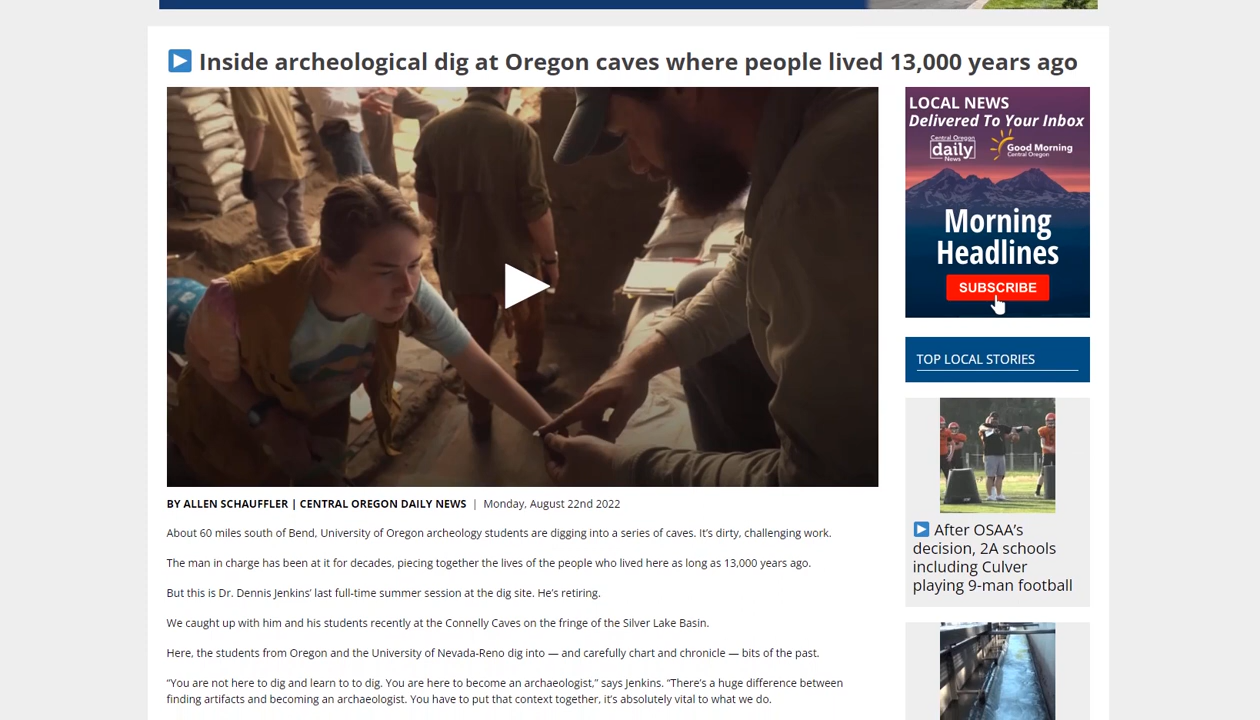 Inside archeological dig at Oregon caves where people lived 13,000 years ago
BY ALLEN SCHAUFFLER | CENTRAL OREGON DAILY NEWS | Monday, August 22nd 2022
About 60 miles south of Bend, University of Oregon archeology students are digging into a series of caves. It's dirty, challenging work.
The man in charge has been at it for decades, piecing together the lives of the people who lived here as long as 13,000 years ago.
But this is Dr. Dennis Jenkins' last full-time summer session at the dig site. He's retiring.
We caught up with him and his students recently at the Connelly Caves on the fringe of the Silver Lake Basin.
Here, the students from Oregon and the University of Nevada-Reno dig into — and carefully chart and chronicle — bits of the past.
“You are not here to dig and learn to to dig. You are here to become an archaeologist,” says Jenkins. “There's a huge difference between
finding artifacts and becoming an archaeologist. You have to put that context together, it's absolutely vital to what we do.
LOCAL NEWS
Delivered To Your Inbox
Central Oregon
daily
News
Good Morning
Central Oregon
Morning
Headlines
SUBSCRIBE
TOP LOCAL STORIES
After OSAA's
decision, 2A schools
including Culver
playing 9-man football